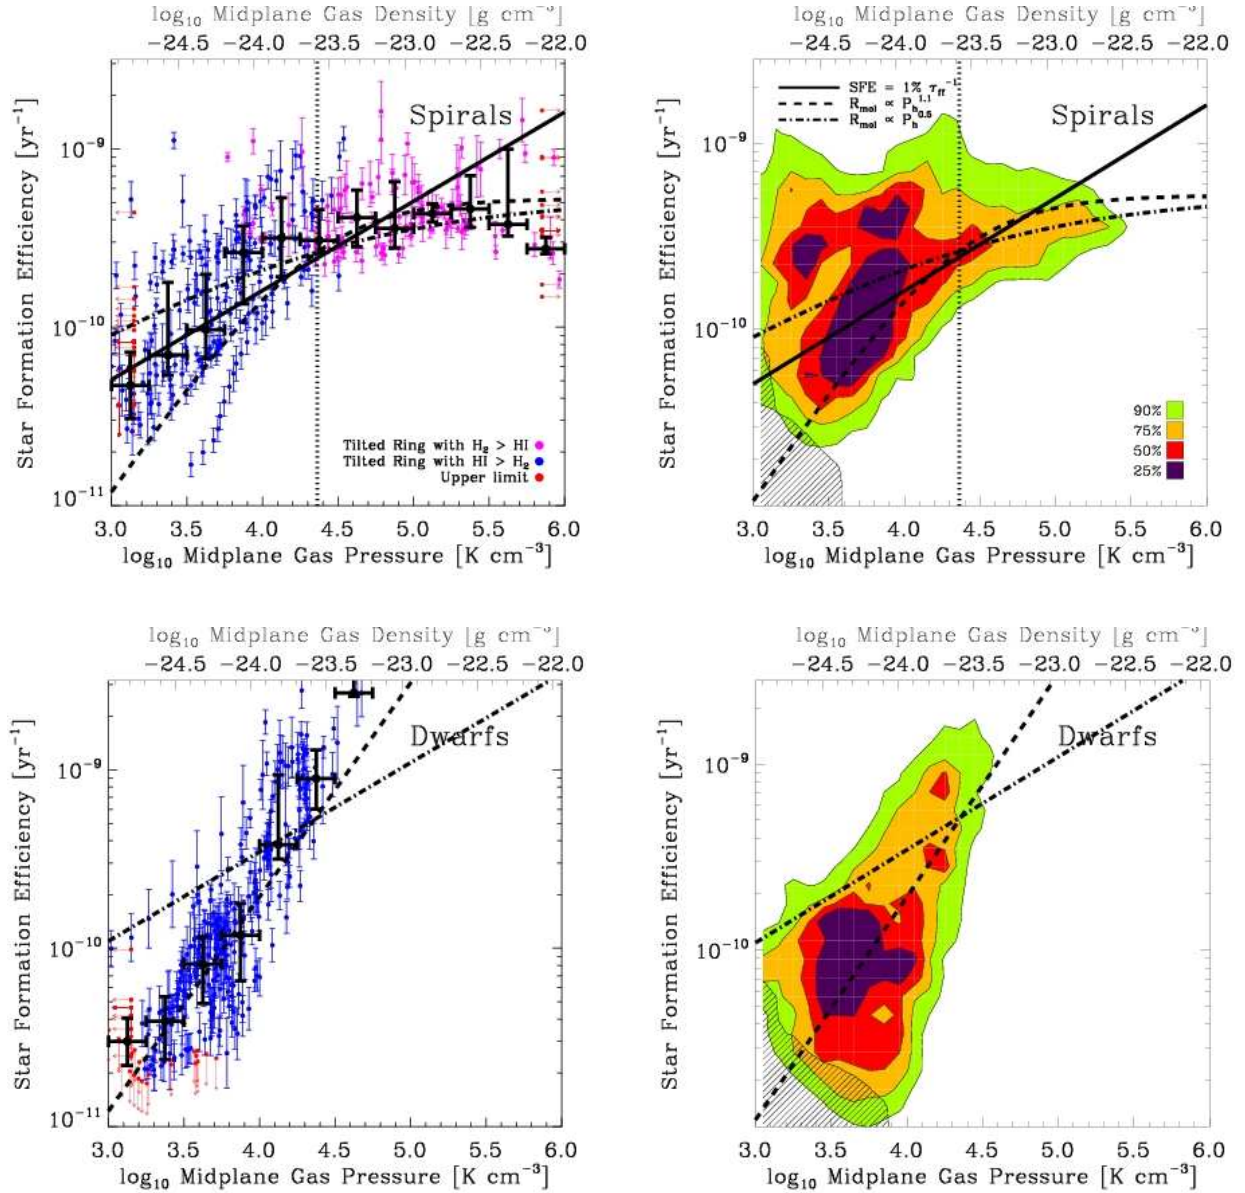 log₁₀ Midplane Gas Density [g cm⁻³]
−24.5 −24.0 −23.5 −23.0 −22.5 −22.0
Spirals
Star Formation Efficiency [yr⁻¹]
10⁻⁹
10⁻¹⁰
10⁻¹¹
Tilted Ring with H₂ > HI
Tilted Ring with HI > H₂
Upper limit
3.0 3.5 4.0 4.5 5.0 5.5 6.0
log₁₀ Midplane Gas Pressure [K cm⁻³]
log₁₀ Midplane Gas Density [g cm⁻³]
−24.5 −24.0 −23.5 −23.0 −22.5 −22.0
SFE = 1% τff⁻¹
Rmol ∝ Ph^1.1
Rmol ∝ Ph^0.5
Spirals
Star Formation Efficiency [yr⁻¹]
10⁻⁹
10⁻¹⁰
90%
75%
50%
25%
3.0 3.5 4.0 4.5 5.0 5.5 6.0
log₁₀ Midplane Gas Pressure [K cm⁻³]
log₁₀ Midplane Gas Density [g cm⁻³]
−24.5 −24.0 −23.5 −23.0 −22.5 −22.0
Dwarfs
Star Formation Efficiency [yr⁻¹]
10⁻⁹
10⁻¹⁰
10⁻¹¹
3.0 3.5 4.0 4.5 5.0 5.5 6.0
log₁₀ Midplane Gas Pressure [K cm⁻³]
log₁₀ Midplane Gas Density [g cm⁻³]
−24.5 −24.0 −23.5 −23.0 −22.5 −22.0
Dwarfs
Star Formation Efficiency [yr⁻¹]
10⁻⁹
10⁻¹⁰
3.0 3.5 4.0 4.5 5.0 5.5 6.0
log₁₀ Midplane Gas Pressure [K cm⁻³]